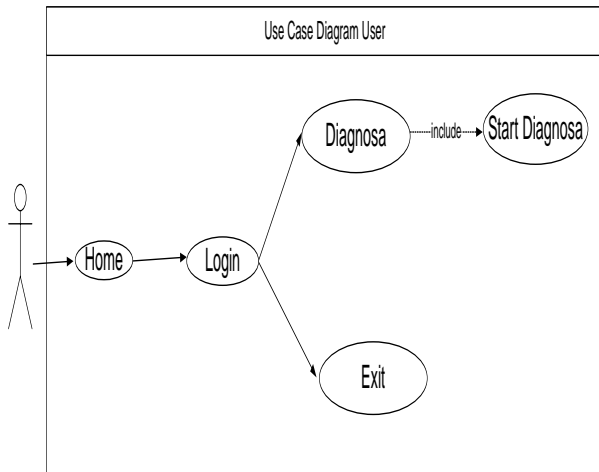 Use Case Diagram User
Diagnosa
include
Start Diagnosa
Home
Login
Exit